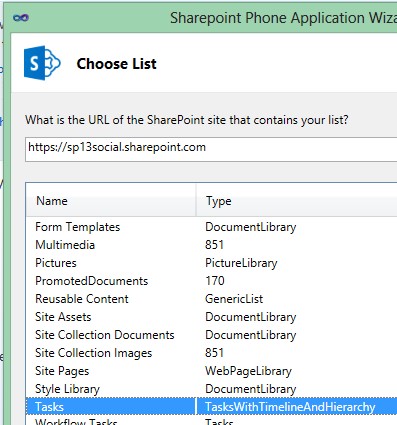 Sharepoint Phone Application Wiza
S
Choose List
What is the URL of the SharePoint site that contains your list?
https://sp13social.sharepoint.com
Name Type
Form Templates DocumentLibrary
Multimedia 851
Pictures PictureLibrary
PromotedDocuments 170
Reusable Content GenericList
Site Assets DocumentLibrary
Site Collection Documents DocumentLibrary
Site Collection Images 851
Site Pages WebPageLibrary
Style Library DocumentLibrary
Tasks TasksWithTimelineAndHierarchy
Workflow Tasks Tasks